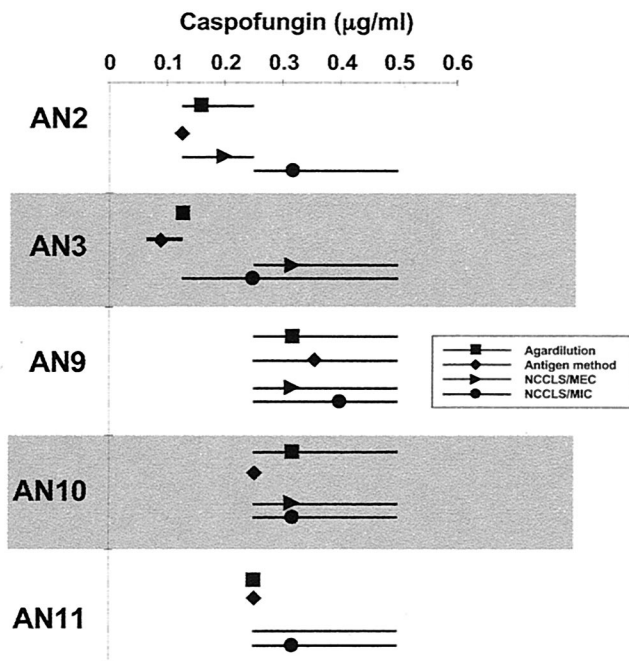 Caspofungin (µg/ml)
0 0.1 0.2 0.3 0.4 0.5 0.6
AN2
AN3
AN9
Agardilution
Antigen method
NCCLS/MEC
NCCLS/MIC
AN10
AN11